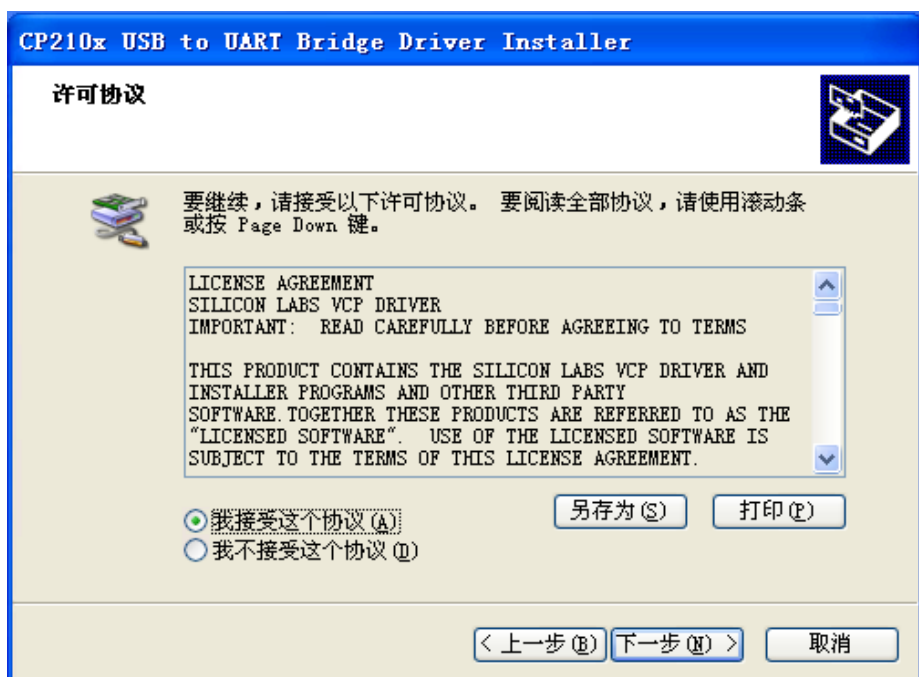 CP210x USB to UART Bridge Driver Installer
许可协议
要继续，请接受以下许可协议。 要阅读全部协议，请使用滚动条
或按 Page Down 键。
LICENSE AGREEMENT
SILICON LABS VCP DRIVER
IMPORTANT:  READ CAREFULLY BEFORE AGREEING TO TERMS
THIS PRODUCT CONTAINS THE SILICON LABS VCP DRIVER AND
INSTALLER PROGRAMS AND OTHER THIRD PARTY
SOFTWARE.TOGETHER THESE PRODUCTS ARE REFERRED TO AS THE
"LICENSED SOFTWARE".  USE OF THE LICENSED SOFTWARE IS
SUBJECT TO THE TERMS OF THIS LICENSE AGREEMENT.
另存为(S) 打印(P)
我接受这个协议(A)
我不接受这个协议(D)
< 上一步(B) 下一步(N) > 取消